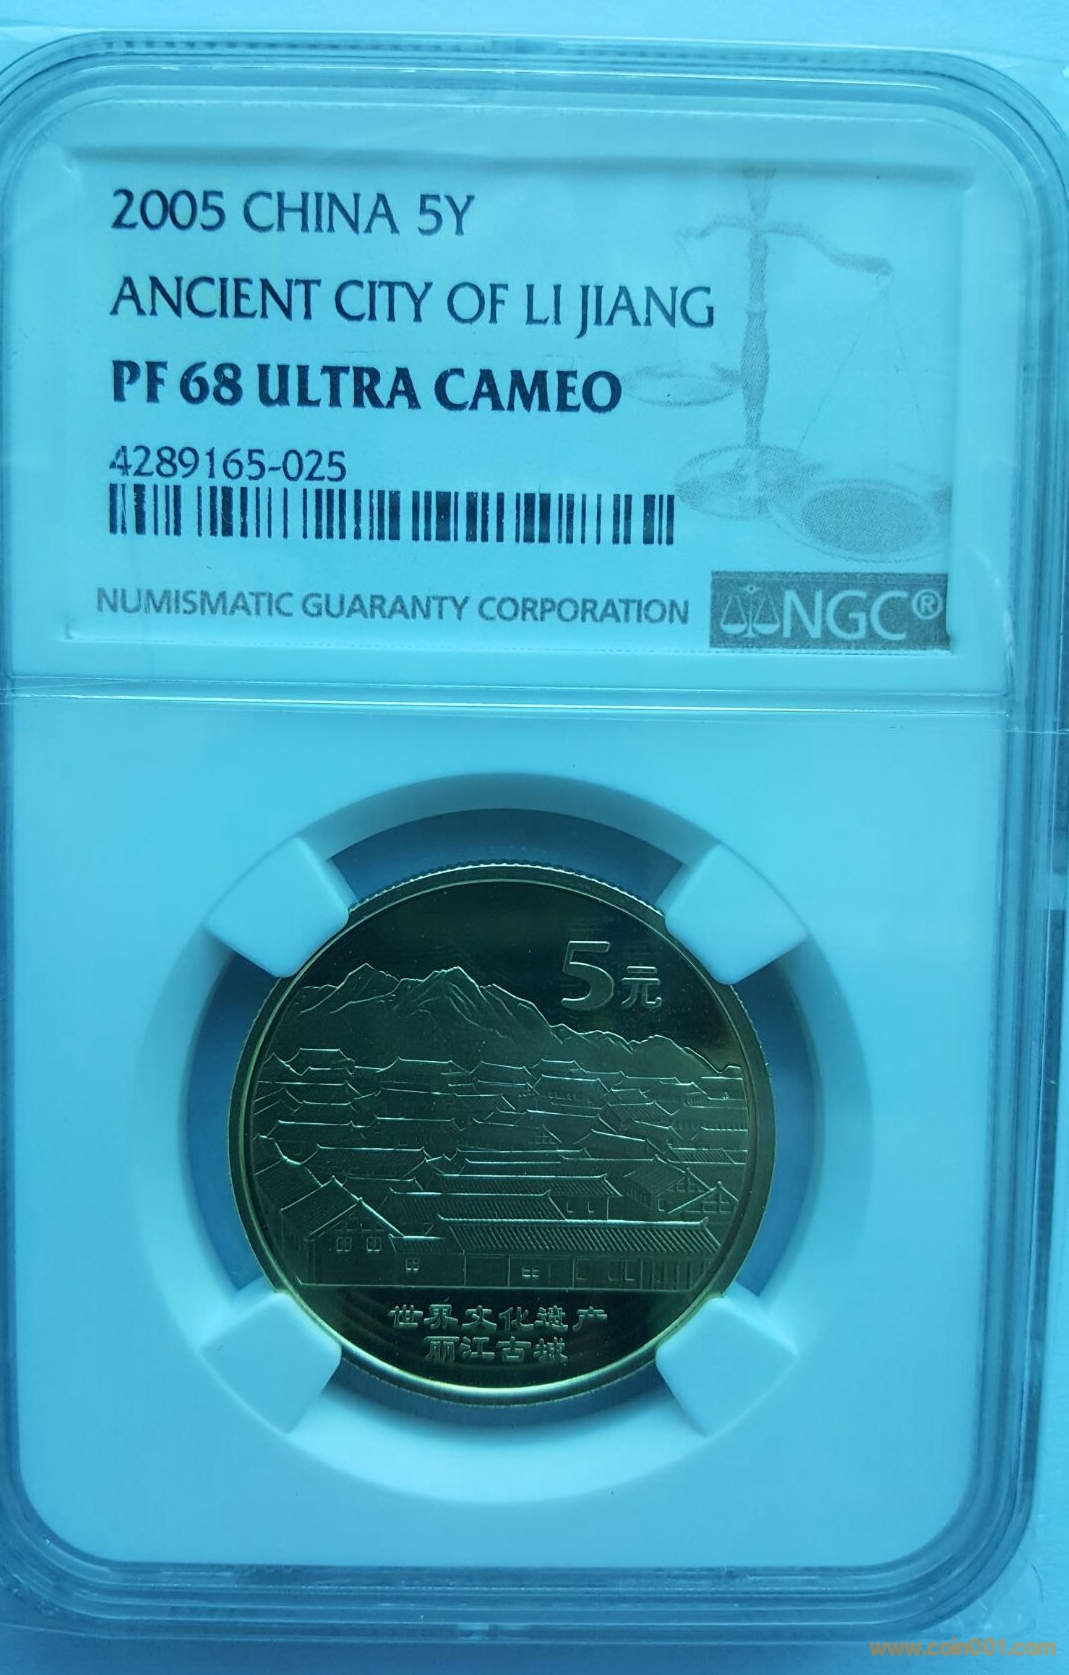 2005 CHINA 5Y
ANCIENT CITY OF LI JIANG
PF 68 ULTRA CAMEO
4289165-025
NUMISMATIC GUARANTY CORPORATION NGC®
5元
世界文化遗产
丽江古城
www.coin001.com